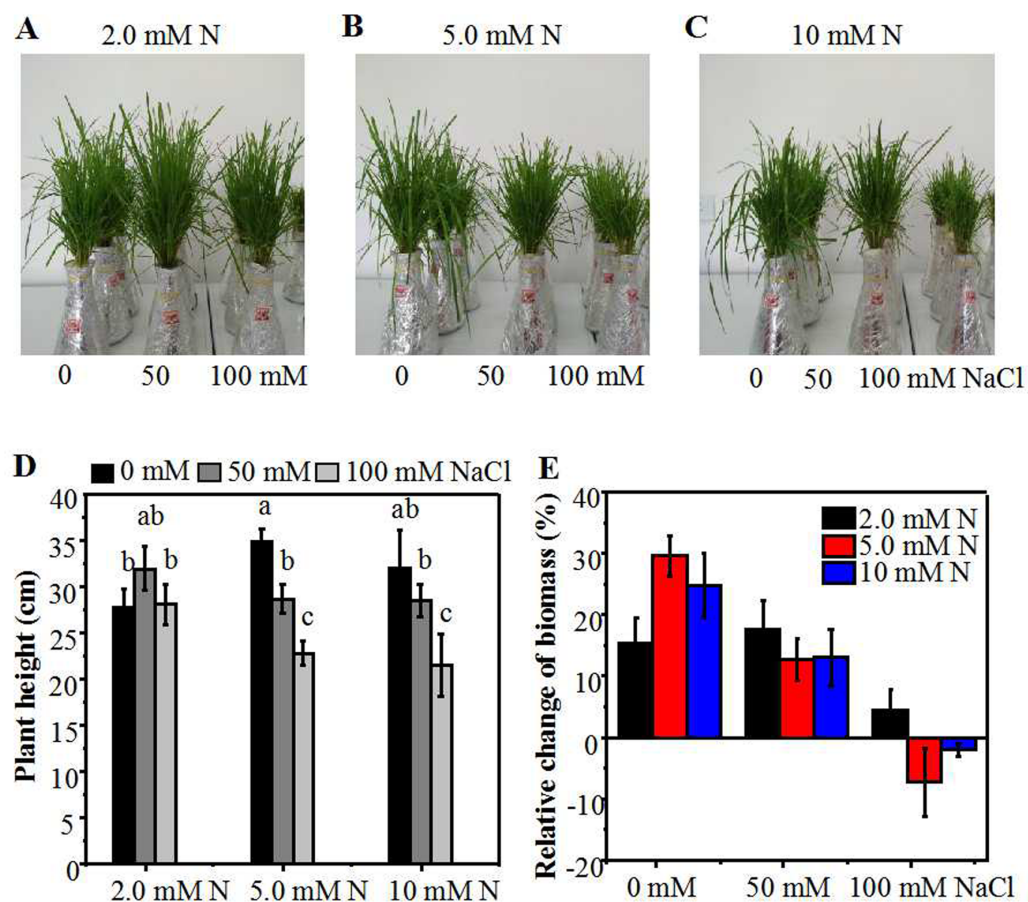 A
2.0 mM N
B
5.0 mM N
C
10 mM N
0 50 100 mM
0 50 100 mM
0 50 100 mM NaCl
D
0 mM 50 mM 100 mM NaCl
Plant height (cm)
40
35
30
25
20
15
10
5
0
b ab b
a b c
ab b c
2.0 mM N 5.0 mM N 10 mM N
E
Relative change of biomass (%)
40
30
20
10
0
-10
-20
2.0 mM N
5.0 mM N
10 mM N
0 mM 50 mM 100 mM NaCl